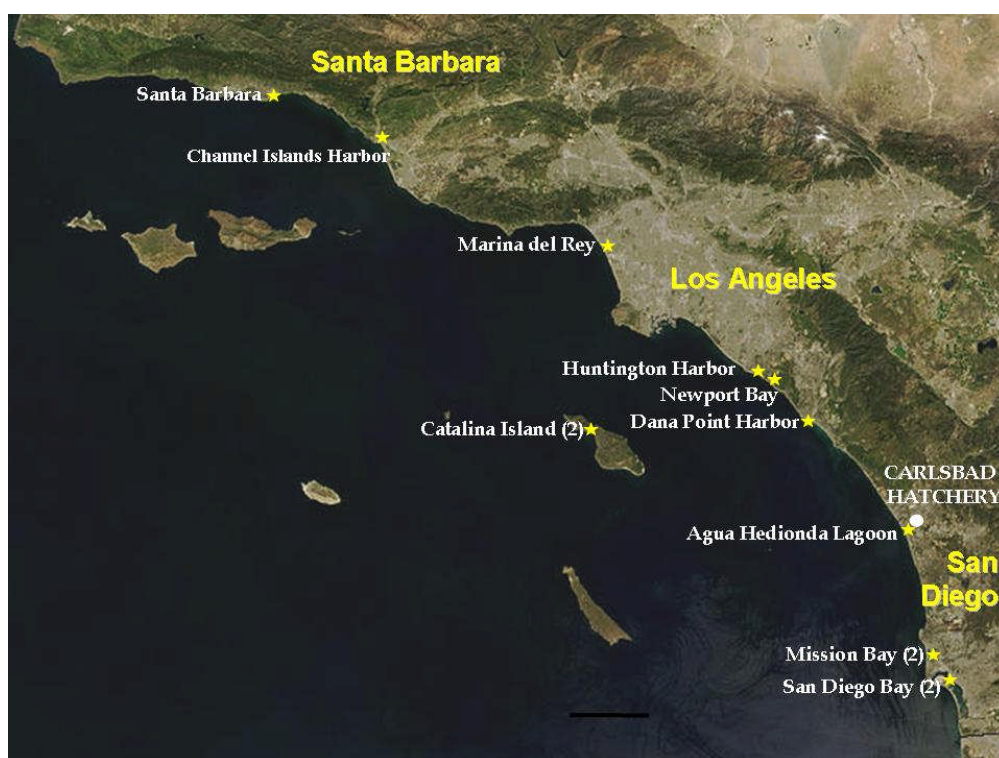 Santa Barbara
Santa Barbara
Channel Islands Harbor
Marina del Rey
Los Angeles
Huntington Harbor
Newport Bay
Dana Point Harbor
Catalina Island (2)
CARLSBAD
HATCHERY
Agua Hedionda Lagoon
San
Diego
Mission Bay (2)
San Diego Bay (2)